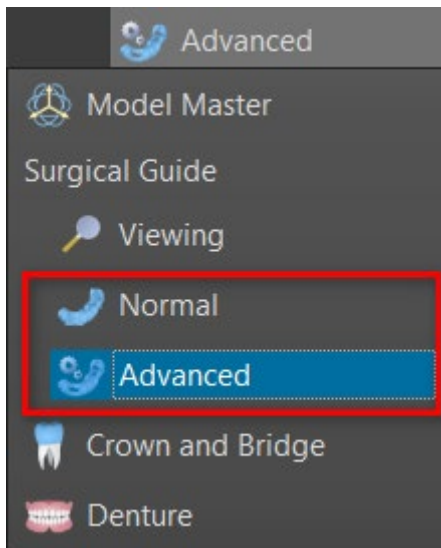 Advanced
Model Master
Surgical Guide
Viewing
Normal
Advanced
Crown and Bridge
Denture